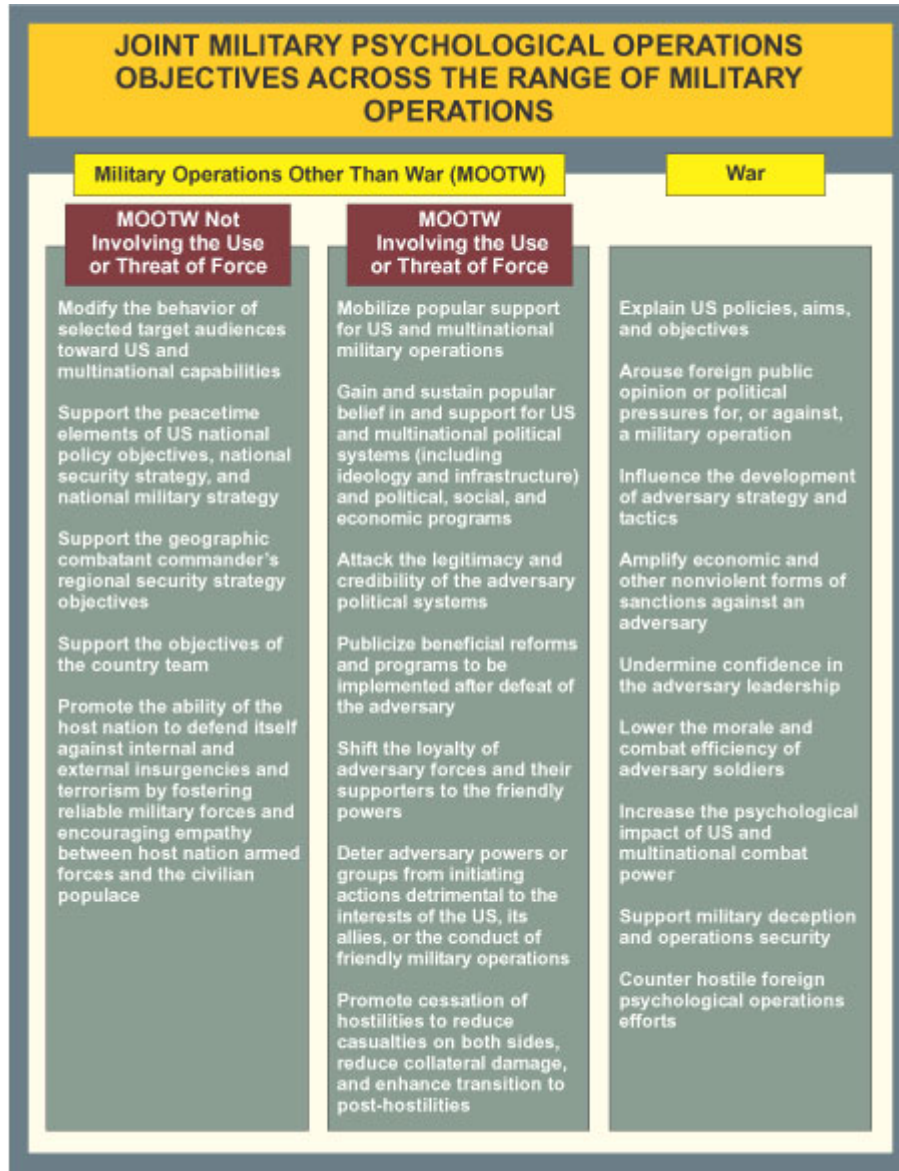 JOINT MILITARY PSYCHOLOGICAL OPERATIONS
OBJECTIVES ACROSS THE RANGE OF MILITARY
OPERATIONS
Military Operations Other Than War (MOOTW)
War
MOOTW Not
Involving the Use
or Threat of Force
Modify the behavior of
selected target audiences
toward US and
multinational capabilities
Support the peacetime
elements of US national
policy objectives, national
security strategy, and
national military strategy
Support the geographic
combatant commander's
regional security strategy
objectives
Support the objectives of
the country team
Promote the ability of the
host nation to defend itself
against internal and
external insurgencies and
terrorism by fostering
reliable military forces and
encouraging empathy
between host nation armed
forces and the civilian
populace
MOOTW
Involving the Use
or Threat of Force
Mobilize popular support
for US and multinational
military operations
Gain and sustain popular
belief in and support for US
and multinational political
systems (including
ideology and infrastructure)
and political, social, and
economic programs
Attack the legitimacy and
credibility of the adversary
political systems
Publicize beneficial reforms
and programs to be
implemented after defeat of
the adversary
Shift the loyalty of
adversary forces and their
supporters to the friendly
powers
Deter adversary powers or
groups from initiating
actions detrimental to the
interests of the US, its
allies, or the conduct of
friendly military operations
Promote cessation of
hostilities to reduce
casualties on both sides,
reduce collateral damage,
and enhance transition to
post-hostilities
Explain US policies, aims,
and objectives
Arouse foreign public
opinion or political
pressures for, or against,
a military operation
Influence the development
of adversary strategy and
tactics
Amplify economic and
other nonviolent forms of
sanctions against an
adversary
Undermine confidence in
the adversary leadership
Lower the morale and
combat efficiency of
adversary soldiers
Increase the psychological
impact of US and
multinational combat
power
Support military deception
and operations security
Counter hostile foreign
psychological operations
efforts